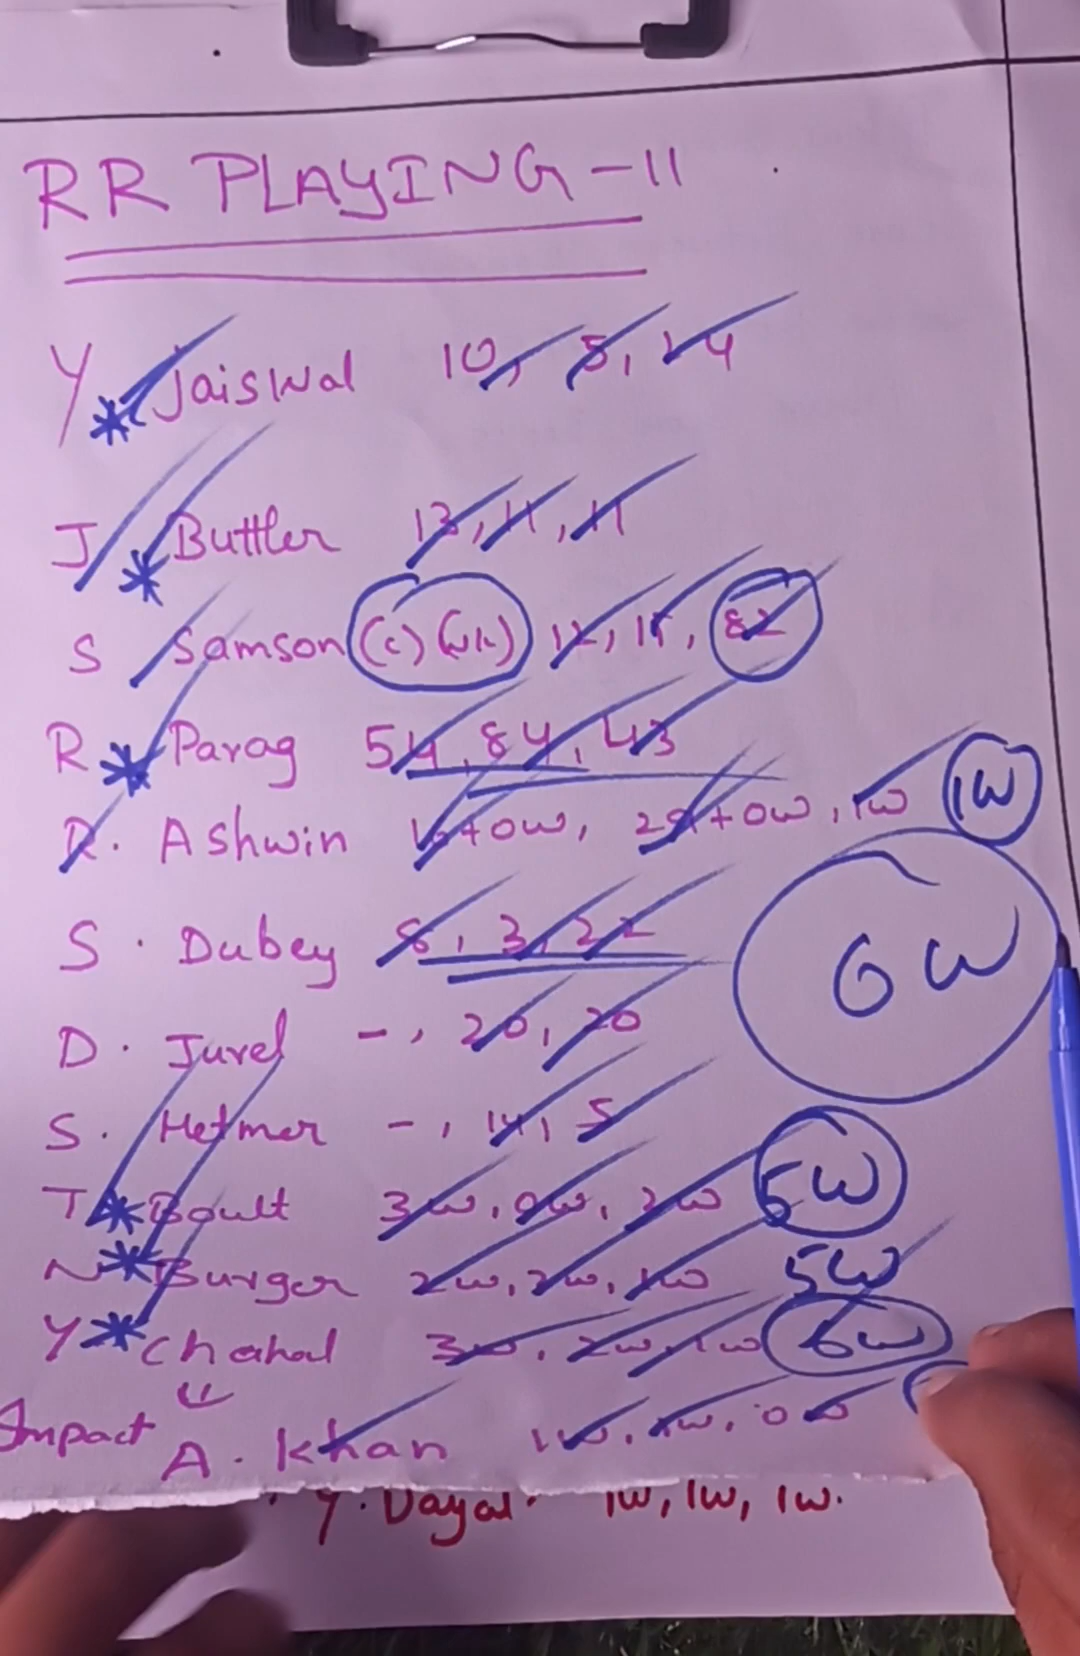 RR PLAYING-11
Y Jaiswal 10, 5, 24
J Buttler 13, 11, 11
S Samson (c) (wk) 12, 15, 82
R Parag 54, 84, 43
R. Ashwin +0w, 29+0w, 1w 1W
S. Dubey 8, 3, 22
6W
D. Jurel -, 20, 20
S. Hetmer -, 14, 5
T Boult 3w, 0w, 2w 5W
N Burger 2w, 2w, 1w 5W
Y Chahal 3w, 2w, 1w 6w
Impact
A. Khan 1w, 1w, 0w
Y. Dayal 1w, 1w, 1w.